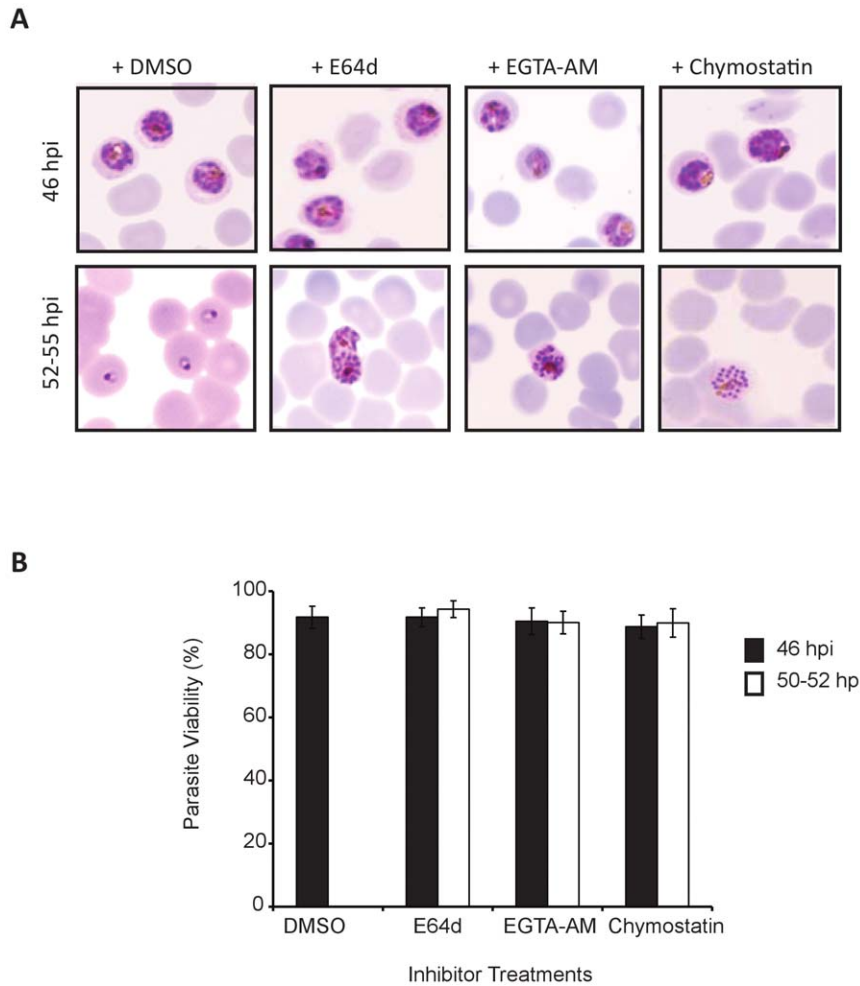 A
+ DMSO + E64d + EGTA-AM + Chymostatin
46 hpi
52-55 hpi
B
Parasite Viability (%)
100
80
60
40
20
0
46 hpi
50-52 hp
DMSO E64d EGTA-AM Chymostatin
Inhibitor Treatments